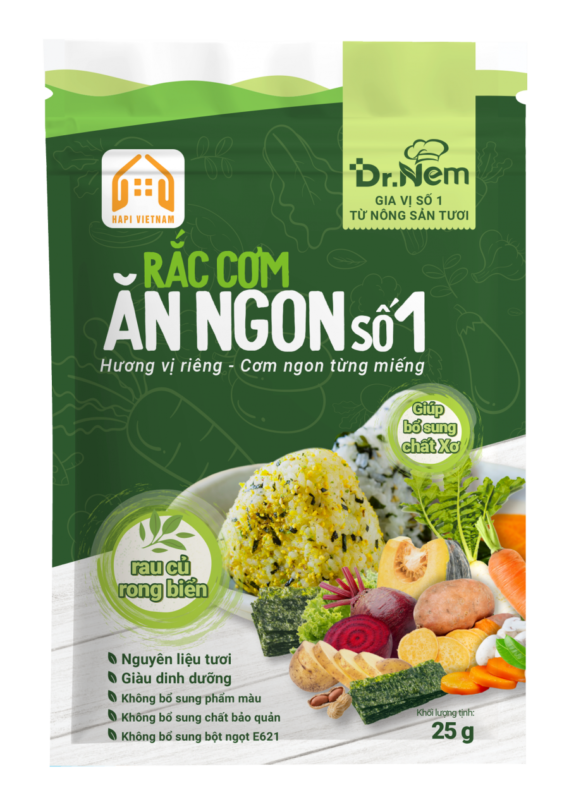 Dr.Nem
GIA VỊ SỐ 1
TỪ NÔNG SẢN TƯƠI
HAPI VIETNAM
RẮC CƠM
ĂN NGON SỐ 1
Hương vị riêng - Cơm ngon từng miếng
Giúp
bổ sung
chất Xơ
rau củ
rong biển
Nguyên liệu tươi
Giàu dinh dưỡng
Không bổ sung phẩm màu
Không bổ sung chất bảo quản
Không bổ sung bột ngọt E621
Khối lượng tịnh:
25 g